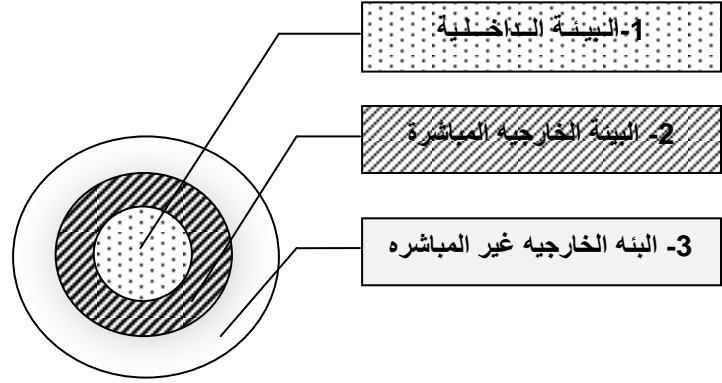 1-البيئة الداخلية
2- البيئة الخارجيه المباشرة
3- البئه الخارجيه غير المباشره